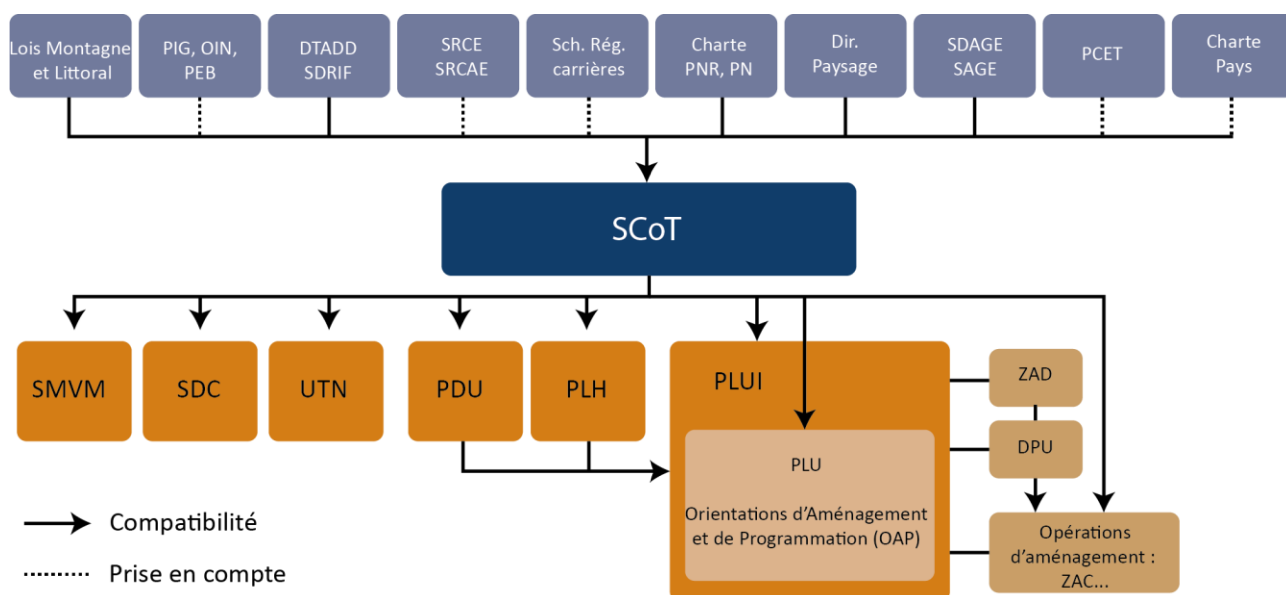 Lois Montagne
et Littoral
PIG, OIN,
PEB
DTADD
SDRIF
SRCE
SRCAE
Sch. Rég.
carrières
Charte
PNR, PN
Dir.
Paysage
SDAGE
SAGE
PCET
Charte
Pays
SCoT
SMVM
SDC
UTN
PDU
PLH
PLUI
PLU
Orientations d’Aménagement
et de Programmation (OAP)
ZAD
DPU
Opérations
d’aménagement :
ZAC...
Compatibilité
Prise en compte